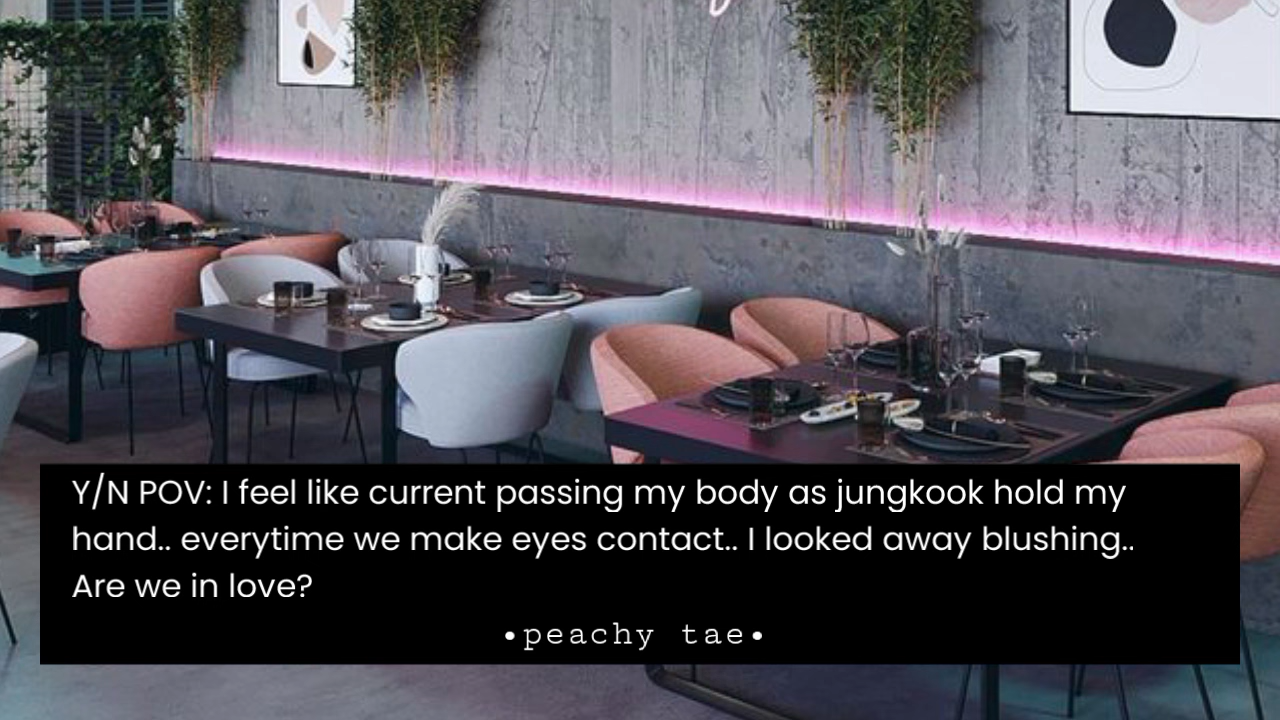 Y/N POV: I feel like current passing my body as jungkook hold my
hand.. everytime we make eyes contact.. I looked away blushing..
Are we in love?
•peachy tae•